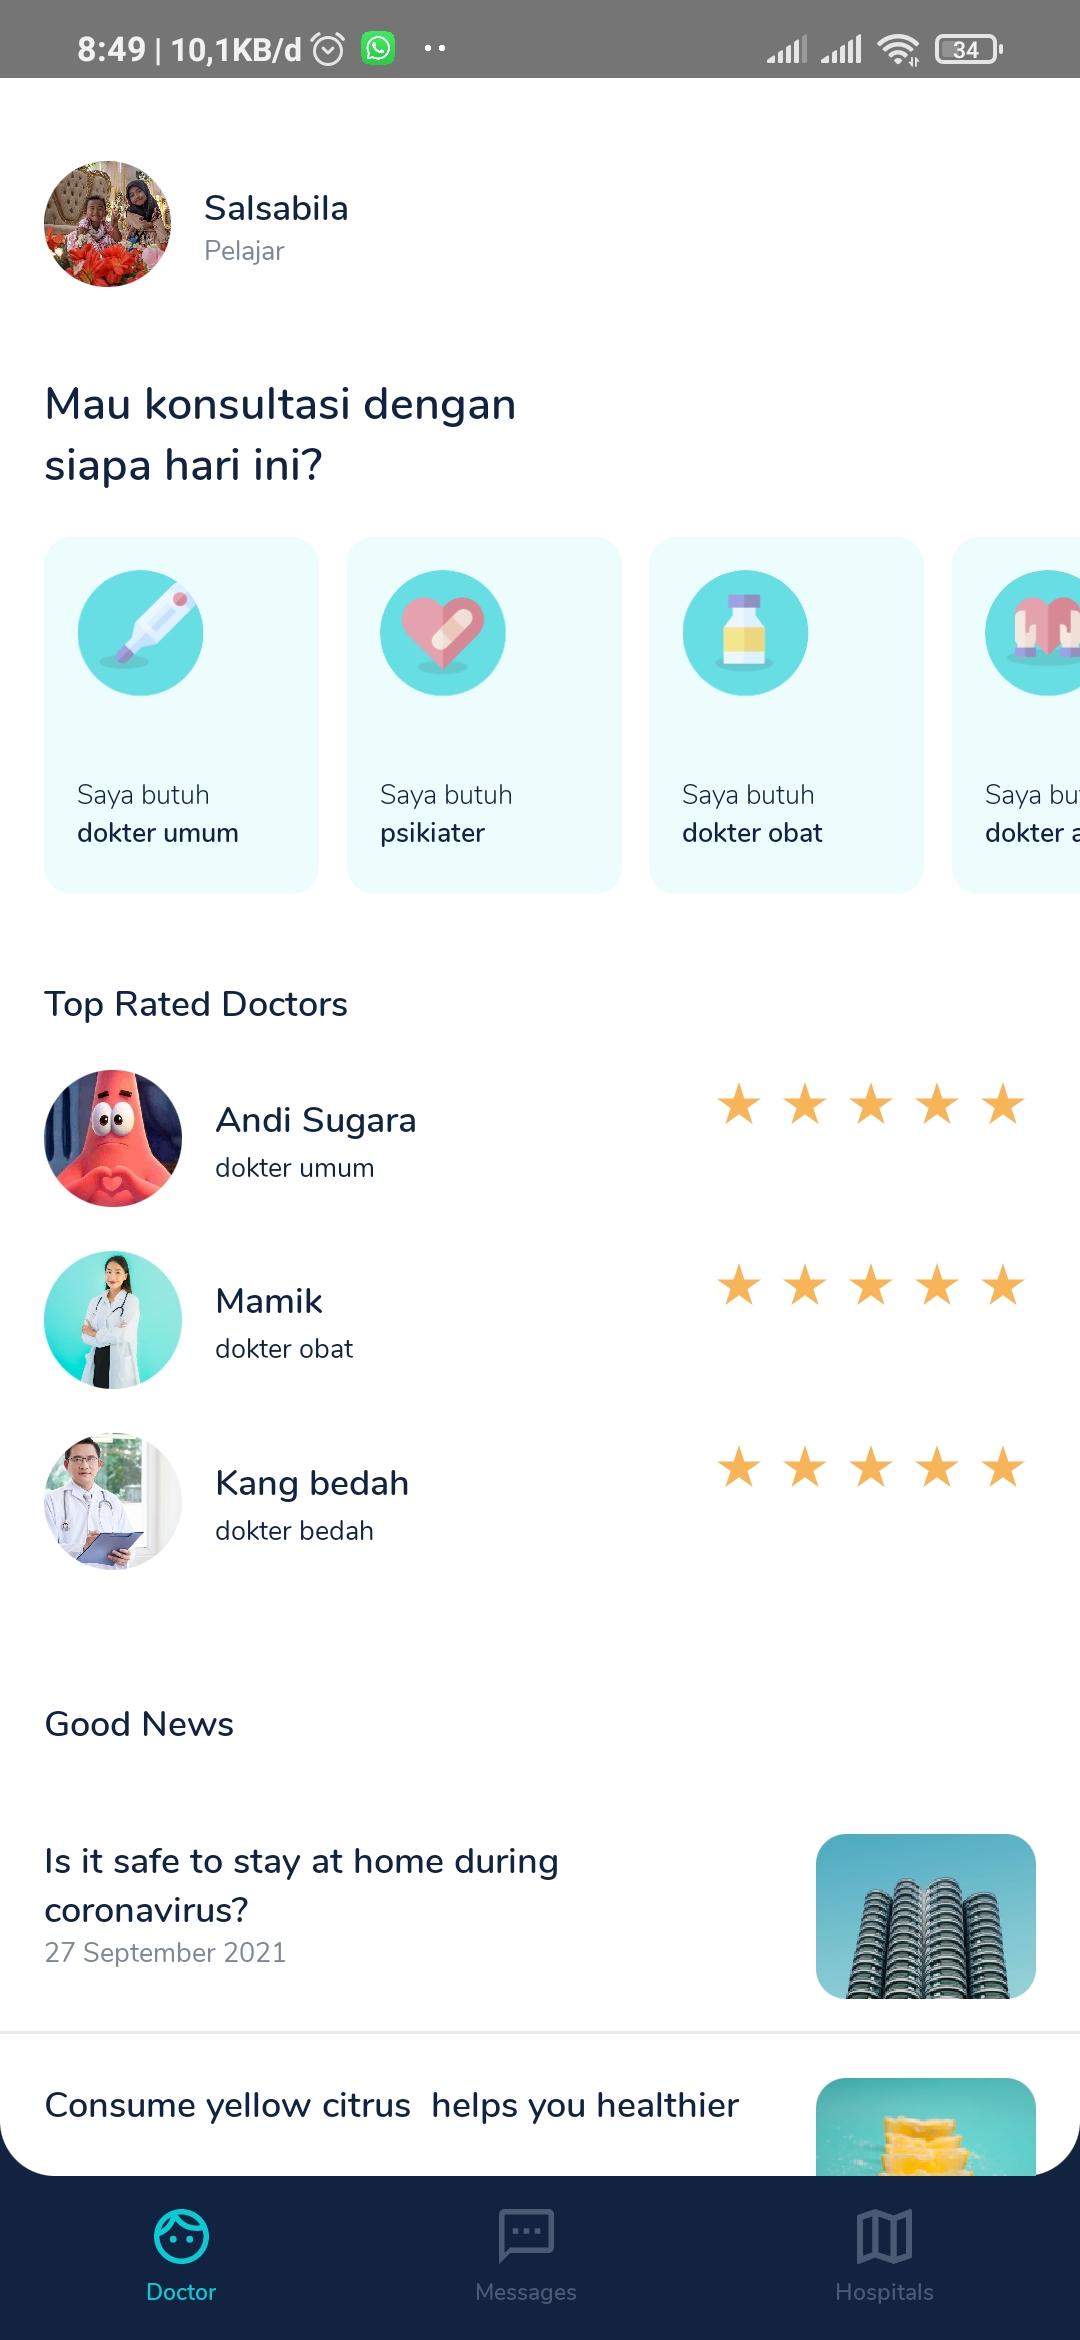 8:49 | 10,1KB/d
34
Salsabila
Pelajar
Mau konsultasi dengan
siapa hari ini?
Saya butuh
dokter umum
Saya butuh
psikiater
Saya butuh
dokter obat
Saya bu
dokter a
Top Rated Doctors
Andi Sugara
dokter umum
Mamik
dokter obat
Kang bedah
dokter bedah
Good News
Is it safe to stay at home during
coronavirus?
27 September 2021
Consume yellow citrus  helps you healthier
Doctor
Messages
Hospitals